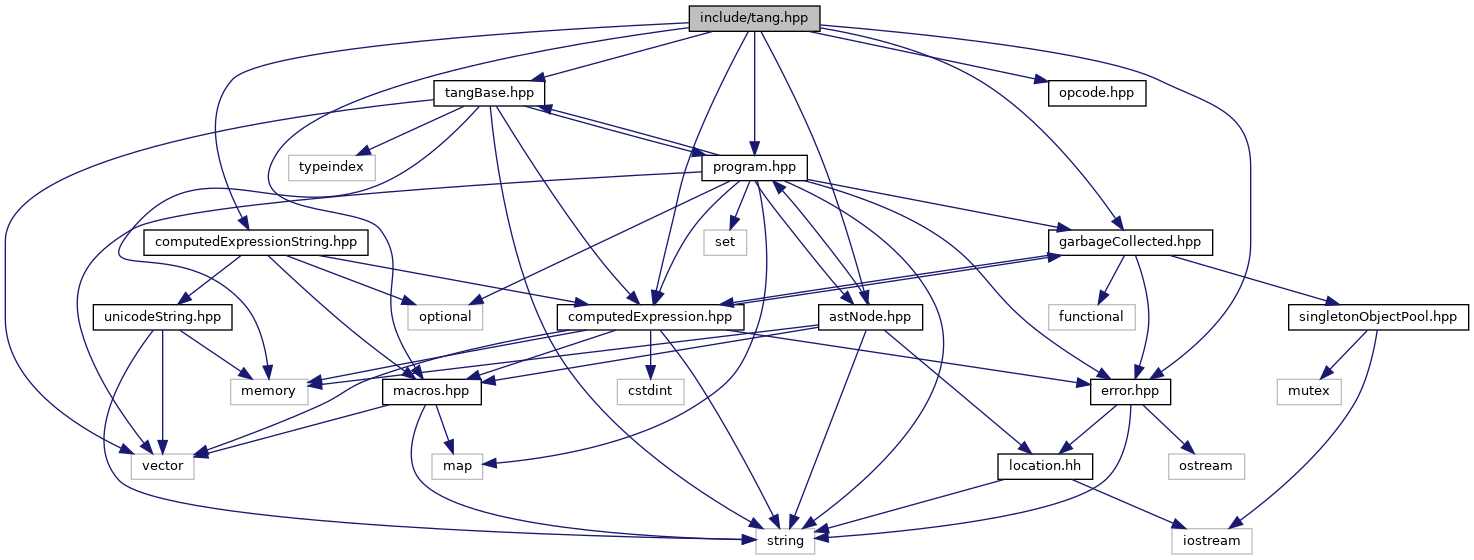 include/tang.hpp
tangBase.hpp
opcode.hpp
typeindex
program.hpp
computedExpressionString.hpp
set
garbageCollected.hpp
unicodeString.hpp
optional
computedExpression.hpp
astNode.hpp
functional
singletonObjectPool.hpp
memory
macros.hpp
cstdint
error.hpp
mutex
vector
map
location.hh
ostream
string
iostream